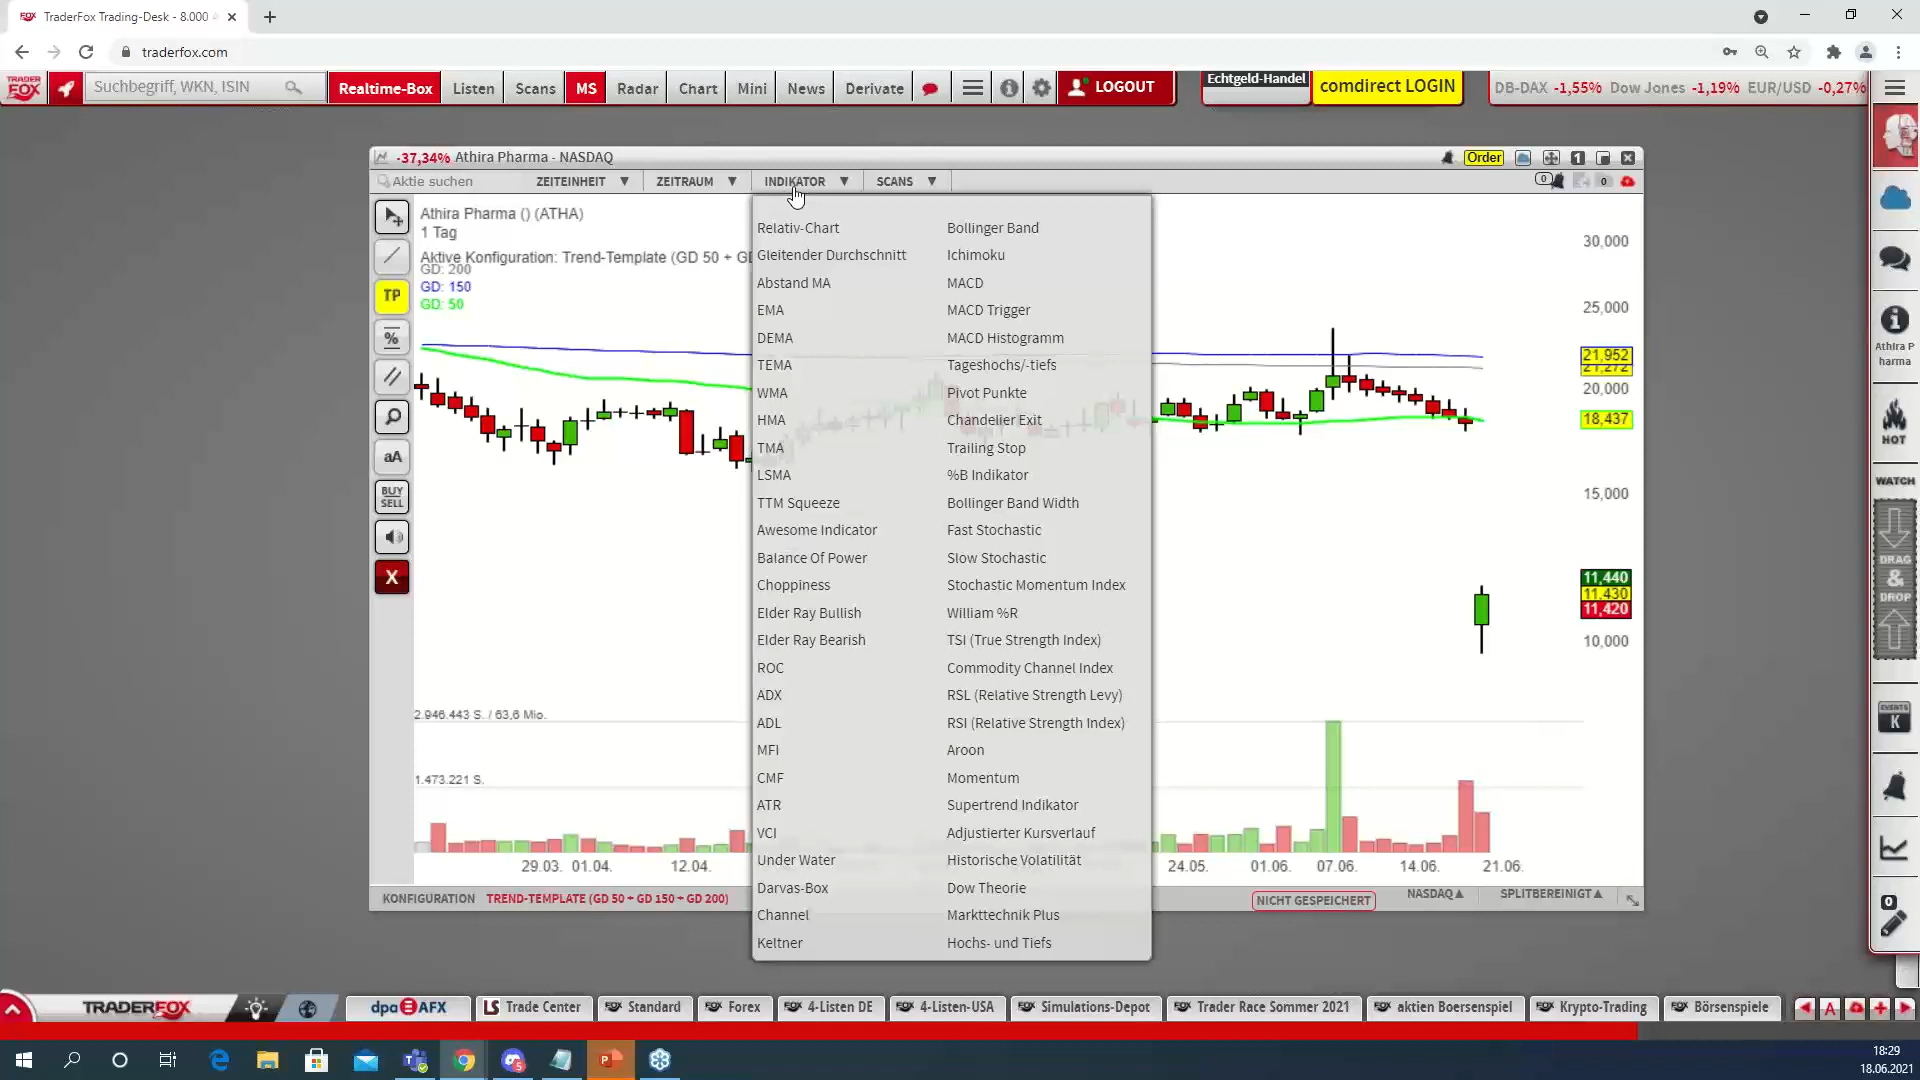 TraderFox Trading-Desk - 8.000
traderfox.com
TRADER FOX
Suchbegriff, WKN, ISIN
Realtime-Box
Listen
Scans
MS
Radar
Chart
Mini
News
Derivate
LOGOUT
Echtgeld-Handel
comdirect LOGIN
DB-DAX -1,55% Dow Jones -1,19% EUR/USD -0,27%
-37,34% Athira Pharma - NASDAQ
Order
1
Aktie suchen
ZEITEINHEIT ▼
ZEITRAUM ▼
INDIKATOR ▼
SCANS ▼
0
0
Athira Pharma () (ATHA)
1 Tag
Aktive Konfiguration: Trend-Template (GD 50 + GD
GD: 200
GD: 150
GD: 50
TP
%
aA
BUY
SELL
X
Relativ-Chart
Gleitender Durchschnitt
Abstand MA
EMA
DEMA
TEMA
WMA
HMA
TMA
LSMA
TTM Squeeze
Awesome Indicator
Balance Of Power
Choppiness
Elder Ray Bullish
Elder Ray Bearish
ROC
ADX
ADL
MFI
CMF
ATR
VCI
Under Water
Darvas-Box
Channel
Keltner
Bollinger Band
Ichimoku
MACD
MACD Trigger
MACD Histogramm
Tageshochs/-tiefs
Pivot Punkte
Chandelier Exit
Trailing Stop
%B Indikator
Bollinger Band Width
Fast Stochastic
Slow Stochastic
Stochastic Momentum Index
William %R
TSI (True Strength Index)
Commodity Channel Index
RSL (Relative Strength Levy)
RSI (Relative Strength Index)
Aroon
Momentum
Supertrend Indikator
Adjustierter Kursverlauf
Historische Volatilität
Dow Theorie
Markttechnik Plus
Hochs- und Tiefs
30,000
25,000
21,952
21,272
20,000
18,437
15,000
11,440
11,430
11,420
10,000
2.946.443 S. / 63,6 Mio.
1.473.221 S.
29.03.
01.04.
12.04.
24.05.
01.06.
07.06.
14.06.
21.06.
KONFIGURATION
TREND-TEMPLATE (GD 50 + GD 150 + GD 200)
NICHT GESPEICHERT
NASDAQ▲
SPLITBEREINIGT▲
Athira P
harma
HOT
WATCH
DRAG
&
DROP
EVENTS
K
0
TRADERFOX
dpa AFX
LS Trade Center
Standard
Forex
4-Listen DE
4-Listen-USA
Simulations-Depot
Trader Race Sommer 2021
aktien Boersenspiel
Krypto-Trading
Börsenspiele
A
18:29
18.06.2021